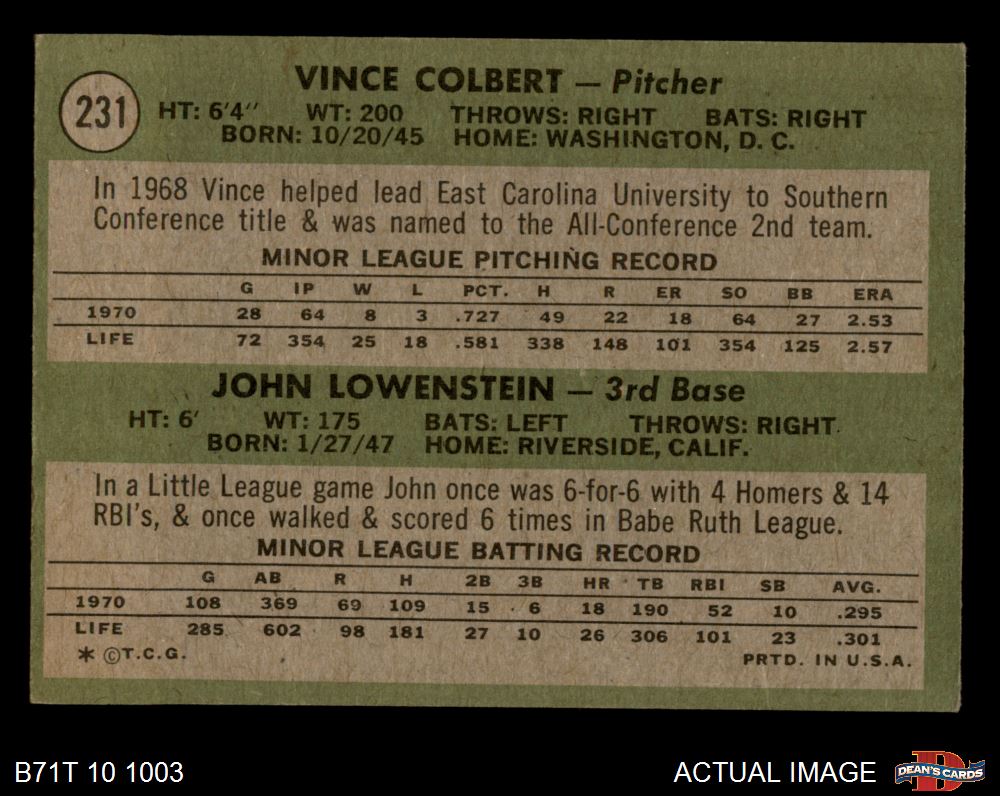 VINCE COLBERT — Pitcher
231
HT: 6'4" WT: 200 THROWS: RIGHT BATS: RIGHT
BORN: 10/20/45 HOME: WASHINGTON, D. C.
In 1968 Vince helped lead East Carolina University to Southern
Conference title & was named to the All-Conference 2nd team.
MINOR LEAGUE PITCHING RECORD
G IP W L PCT. H R ER SO BB ERA
1970 28 64 8 3 .727 49 22 18 64 27 2.53
LIFE 72 354 25 18 .581 338 148 101 354 125 2.57
JOHN LOWENSTEIN — 3rd Base
HT: 6' WT: 175 BATS: LEFT THROWS: RIGHT
BORN: 1/27/47 HOME: RIVERSIDE, CALIF.
In a Little League game John once was 6-for-6 with 4 Homers & 14
RBI's, & once walked & scored 6 times in Babe Ruth League.
MINOR LEAGUE BATTING RECORD
G AB R H 2B 3B HR TB RBI SB AVG.
1970 108 369 69 109 15 6 18 190 52 10 .295
LIFE 285 602 98 181 27 10 26 306 101 23 .301
* ©T.C.G. PRTD. IN U.S.A.
B71T 10 1003
ACTUAL IMAGE
D
DEAN'S CARDS